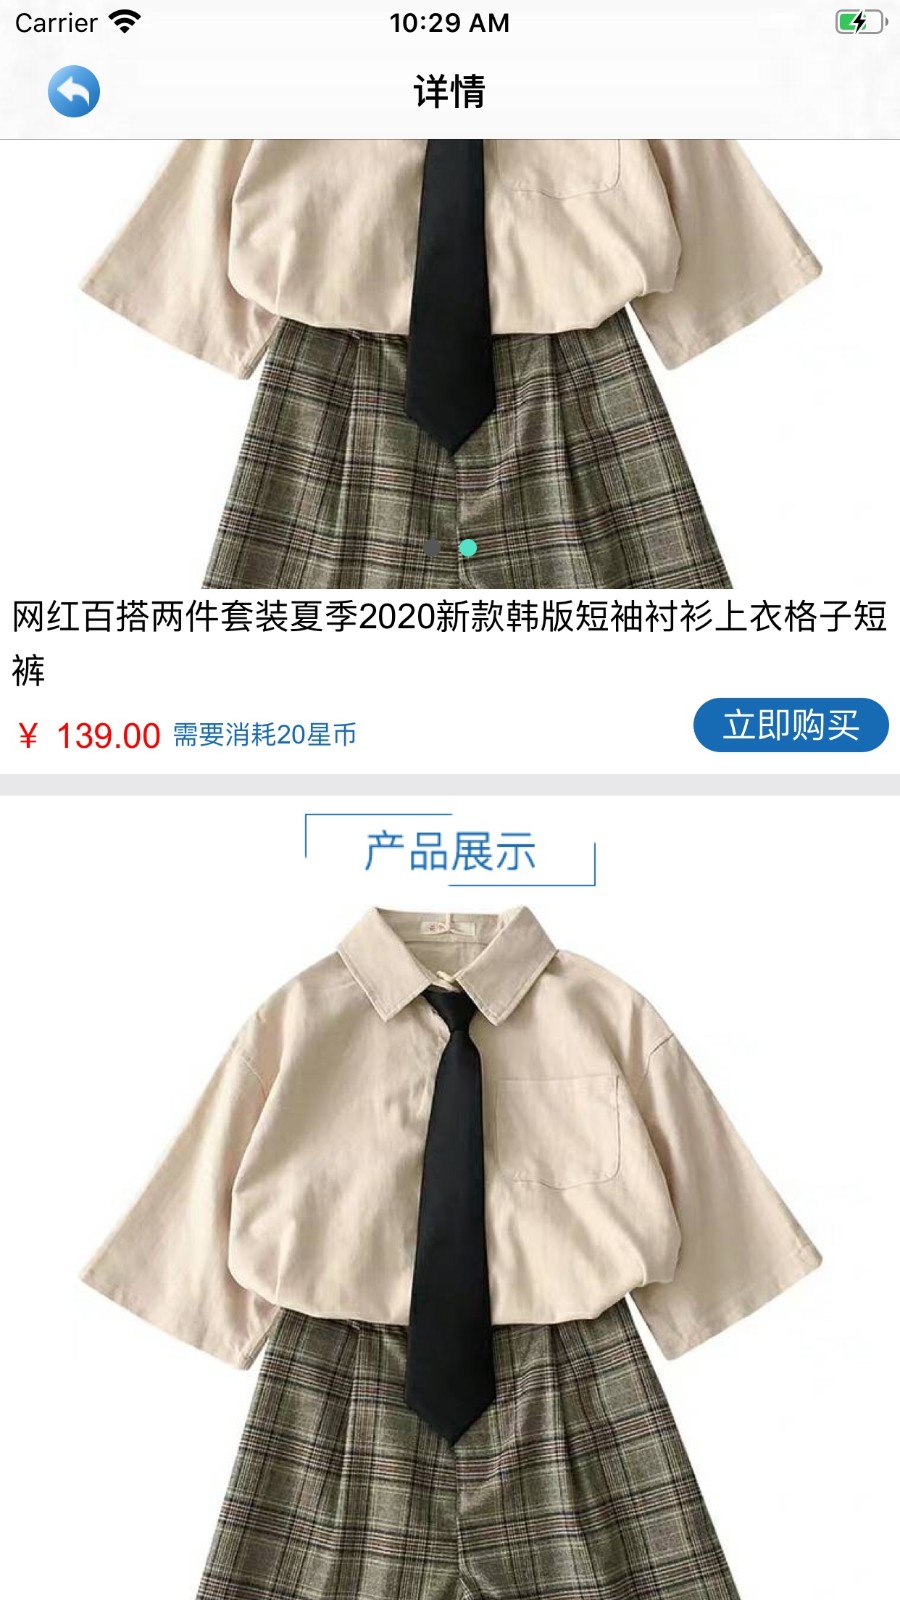 Carrier 10:29 AM
详情
网红百搭两件套装夏季2020新款韩版短袖衬衫上衣格子短
裤
¥ 139.00 需要消耗20星币 立即购买
产品展示